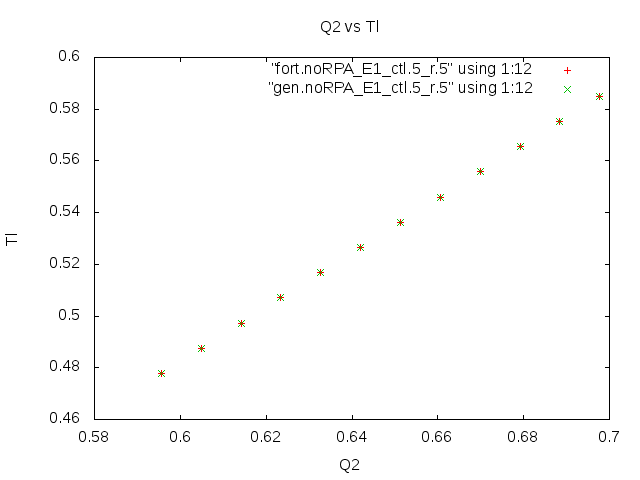 Q2 vs Tl
"fort.noRPA_E1_ctl.5_r.5" using 1:12
"gen.noRPA_E1_ctl.5_r.5" using 1:12
0.6
0.58
0.56
0.54
0.52
0.5
0.48
0.46
Tl
0.58 0.6 0.62 0.64 0.66 0.68 0.7
Q2